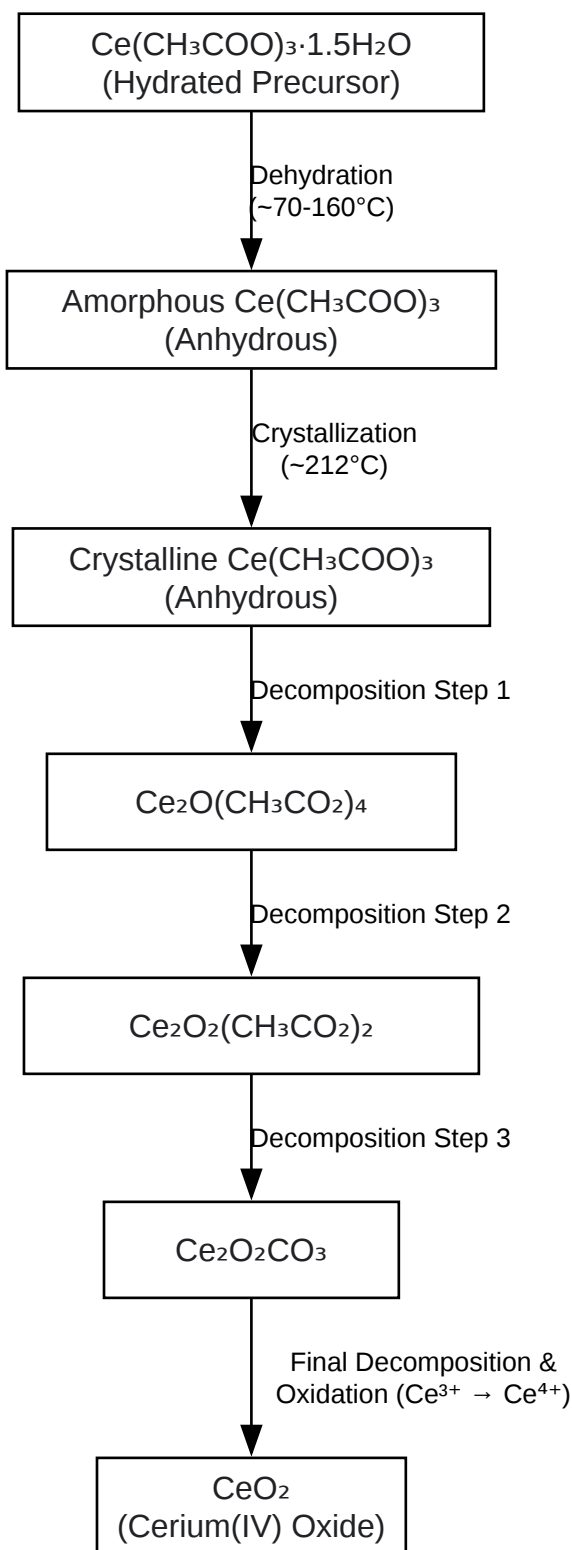 Ce(CH₃COO)₃·1.5H₂O
(Hydrated Precursor)
Dehydration
(~70-160°C)
Amorphous Ce(CH₃COO)₃
(Anhydrous)
Crystallization
(~212°C)
Crystalline Ce(CH₃COO)₃
(Anhydrous)
Decomposition Step 1
Ce₂O(CH₃CO₂)₄
Decomposition Step 2
Ce₂O₂(CH₃CO₂)₂
Decomposition Step 3
Ce₂O₂CO₃
Final Decomposition &
Oxidation (Ce³⁺ → Ce⁴⁺)
CeO₂
(Cerium(IV) Oxide)